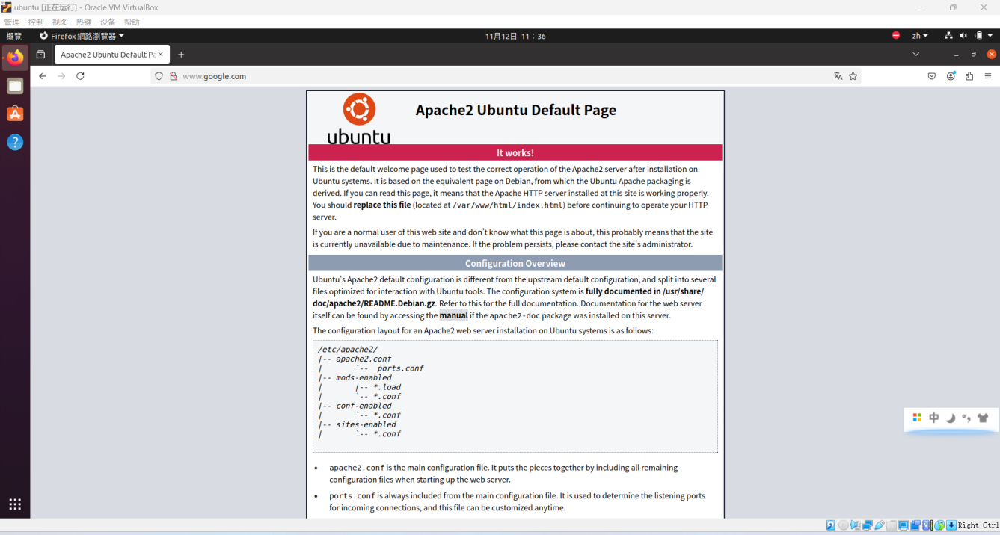 ubuntu [正在运行] - Oracle VM VirtualBox
管理 控制 视图 热键 设备 帮助
概覽 Firefox 網路瀏覽器 11月12日 11：36 zh
Apache2 Ubuntu Default Pa
www.google.com
ubuntu
Apache2 Ubuntu Default Page
It works!
This is the default welcome page used to test the correct operation of the Apache2 server after installation on
Ubuntu systems. It is based on the equivalent page on Debian, from which the Ubuntu Apache packaging is
derived. If you can read this page, it means that the Apache HTTP server installed at this site is working properly.
You should replace this file (located at /var/www/html/index.html) before continuing to operate your HTTP
server.
If you are a normal user of this web site and don't know what this page is about, this probably means that the site
is currently unavailable due to maintenance. If the problem persists, please contact the site's administrator.
Configuration Overview
Ubuntu's Apache2 default configuration is different from the upstream default configuration, and split into several
files optimized for interaction with Ubuntu tools. The configuration system is fully documented in /usr/share/
doc/apache2/README.Debian.gz. Refer to this for the full documentation. Documentation for the web server
itself can be found by accessing the manual if the apache2-doc package was installed on this server.
The configuration layout for an Apache2 web server installation on Ubuntu systems is as follows:
/etc/apache2/
|-- apache2.conf
|       `--  ports.conf
|-- mods-enabled
|       |-- *.load
|       `-- *.conf
|-- conf-enabled
|       `-- *.conf
|-- sites-enabled
|       `-- *.conf
中
• apache2.conf is the main configuration file. It puts the pieces together by including all remaining
configuration files when starting up the web server.
• ports.conf is always included from the main configuration file. It is used to determine the listening ports
for incoming connections, and this file can be customized anytime.
Right Ctrl